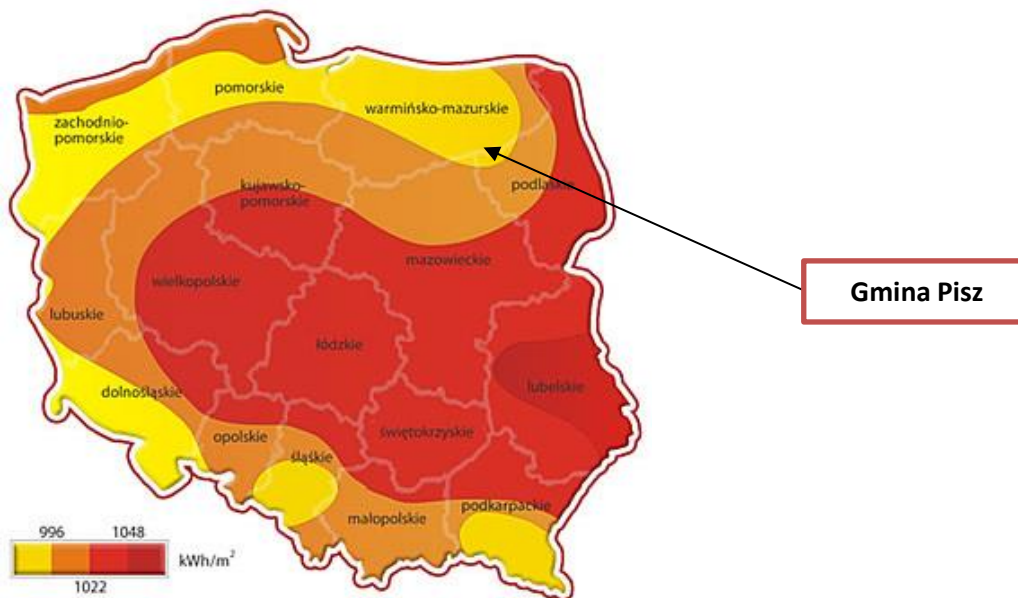 pomorskie
warmińsko-mazurskie
zachodnio-
pomorskie
podlaskie
kujawsko-
pomorskie
mazowieckie
wielkopolskie
Gmina Pisz
lubuskie
łódzkie
dolnośląskie
lubelskie
opolskie
świętokrzyskie
śląskie
podkarpackie
małopolskie
996 1048
kWh/m²
1022